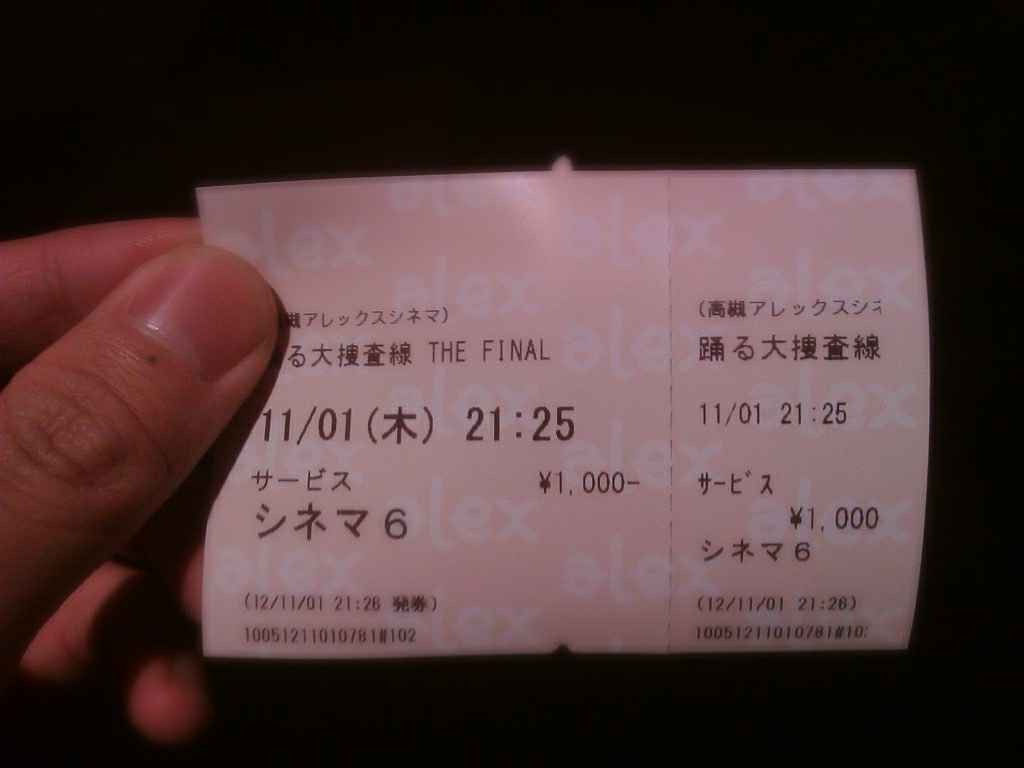 alex
槻アレックスシネマ)
る大捜査線 THE FINAL
11/01(木) 21:25
サービス ¥1,000-
シネマ6
(12/11/01 21:26 発券)
10051211010781#102
(高槻アレックスシネ
踊る大捜査線
11/01 21:25
サービス
¥1,000
シネマ6
(12/11/01 21:26)
10051211010781#10